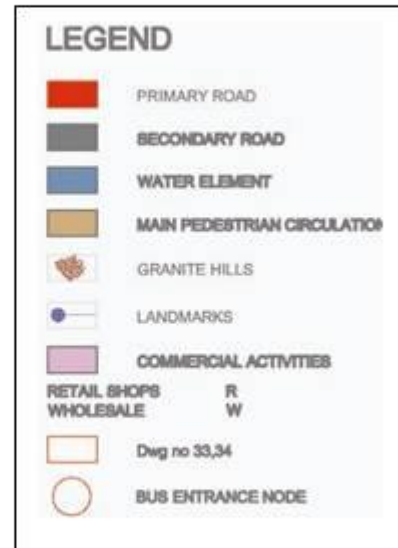 LEGEND
PRIMARY ROAD
SECONDARY ROAD
WATER ELEMENT
MAIN PEDESTRIAN CIRCULATION
GRANITE HILLS
LANDMARKS
COMMERCIAL ACTIVITIES
RETAIL SHOPS R
WHOLESALE W
Dwg no 33,34
BUS ENTRANCE NODE